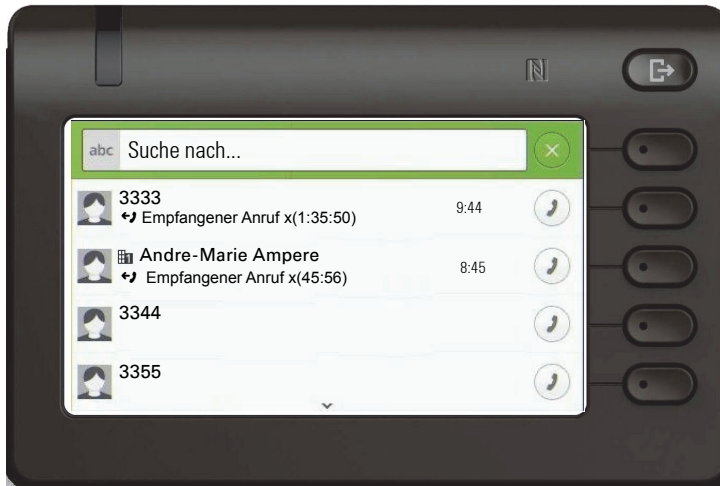 abc Suche nach...
3333
Empfangener Anruf x(1:35:50) 9:44
Andre-Marie Ampere
Empfangener Anruf x(45:56) 8:45
3344
3355